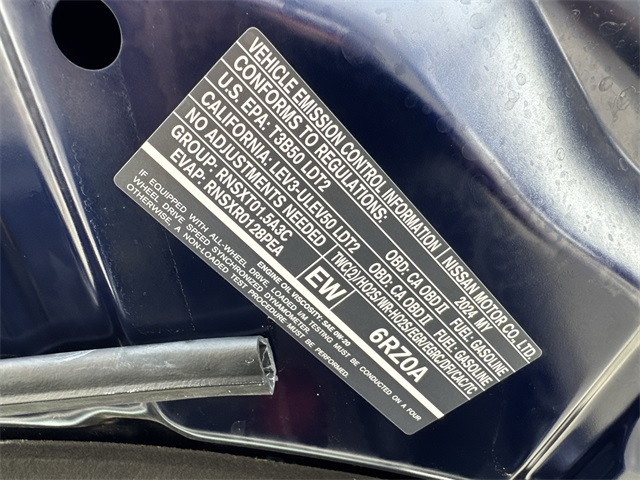 VEHICLE EMISSION CONTROL INFORMATION NISSAN MOTOR CO., LTD.
CONFORMS TO REGULATIONS: 2024 MY
U.S. EPA: T3B50 LDT2 OBD: CA OBD II FUEL: GASOLINE
CALIFORNIA: LEV3-ULEV50 LDT2 OBD: CA OBD II FUEL: GASOLINE
NO ADJUSTMENTS NEEDED TWC(2)/HO2S/WR-HO2S/EGR/EGRC/DFI/CAC/TC
GROUP: RNSXT01.5A3C
EVAP: RNSXR0128PEA EW 6RZ0A
ENGINE OIL VISCOSITY: SAE 0W-20
IF EQUIPPED WITH ALL-WHEEL DRIVE, LOADED I/M TESTING MUST BE CONDUCTED ON A FOUR
WHEEL DRIVE SPEED SYNCHRONIZED DYNAMOMETER.
OTHERWISE, A NON-LOADED TEST PROCEDURE MUST BE PERFORMED.